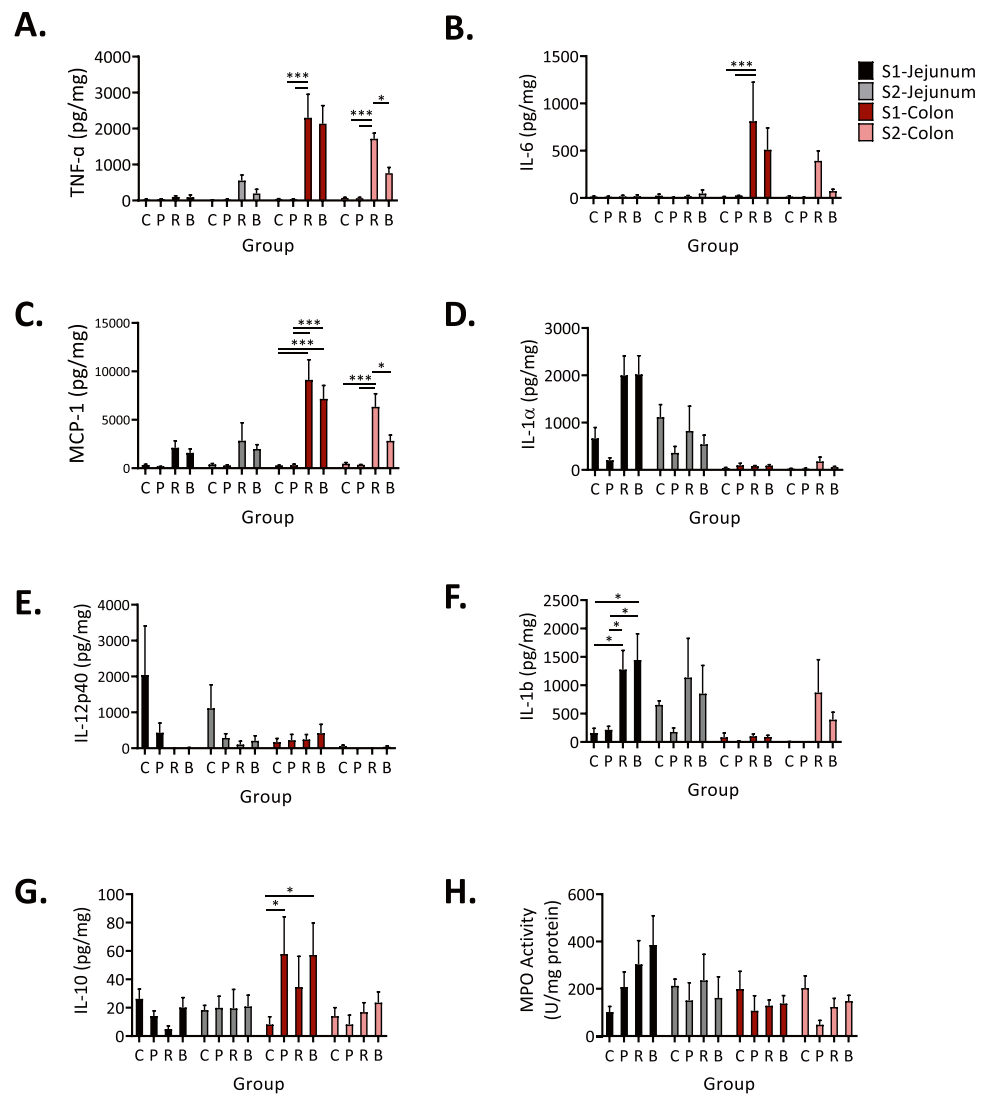 A.
TNF-α (pg/mg)
4000
3000
2000
1000
0
*** *** *
C P R B C P R B C P R B C P R B
Group
B.
IL-6 (pg/mg)
1500
1000
500
0
***
C P R B C P R B C P R B C P R B
Group
S1-Jejunum
S2-Jejunum
S1-Colon
S2-Colon
C.
MCP-1 (pg/mg)
15000
10000
5000
0
*** *** *** *
C P R B C P R B C P R B C P R B
Group
D.
IL-1α (pg/mg)
3000
2000
1000
0
C P R B C P R B C P R B C P R B
Group
E.
IL-12p40 (pg/mg)
4000
3000
2000
1000
0
C P R B C P R B C P R B C P R B
Group
F.
IL-1b (pg/mg)
2500
2000
1500
1000
500
0
* * * *
C P R B C P R B C P R B C P R B
Group
G.
IL-10 (pg/mg)
100
80
60
40
20
0
* *
C P R B C P R B C P R B C P R B
Group
H.
MPO Activity
(U/mg protein)
600
400
200
0
C P R B C P R B C P R B C P R B
Group